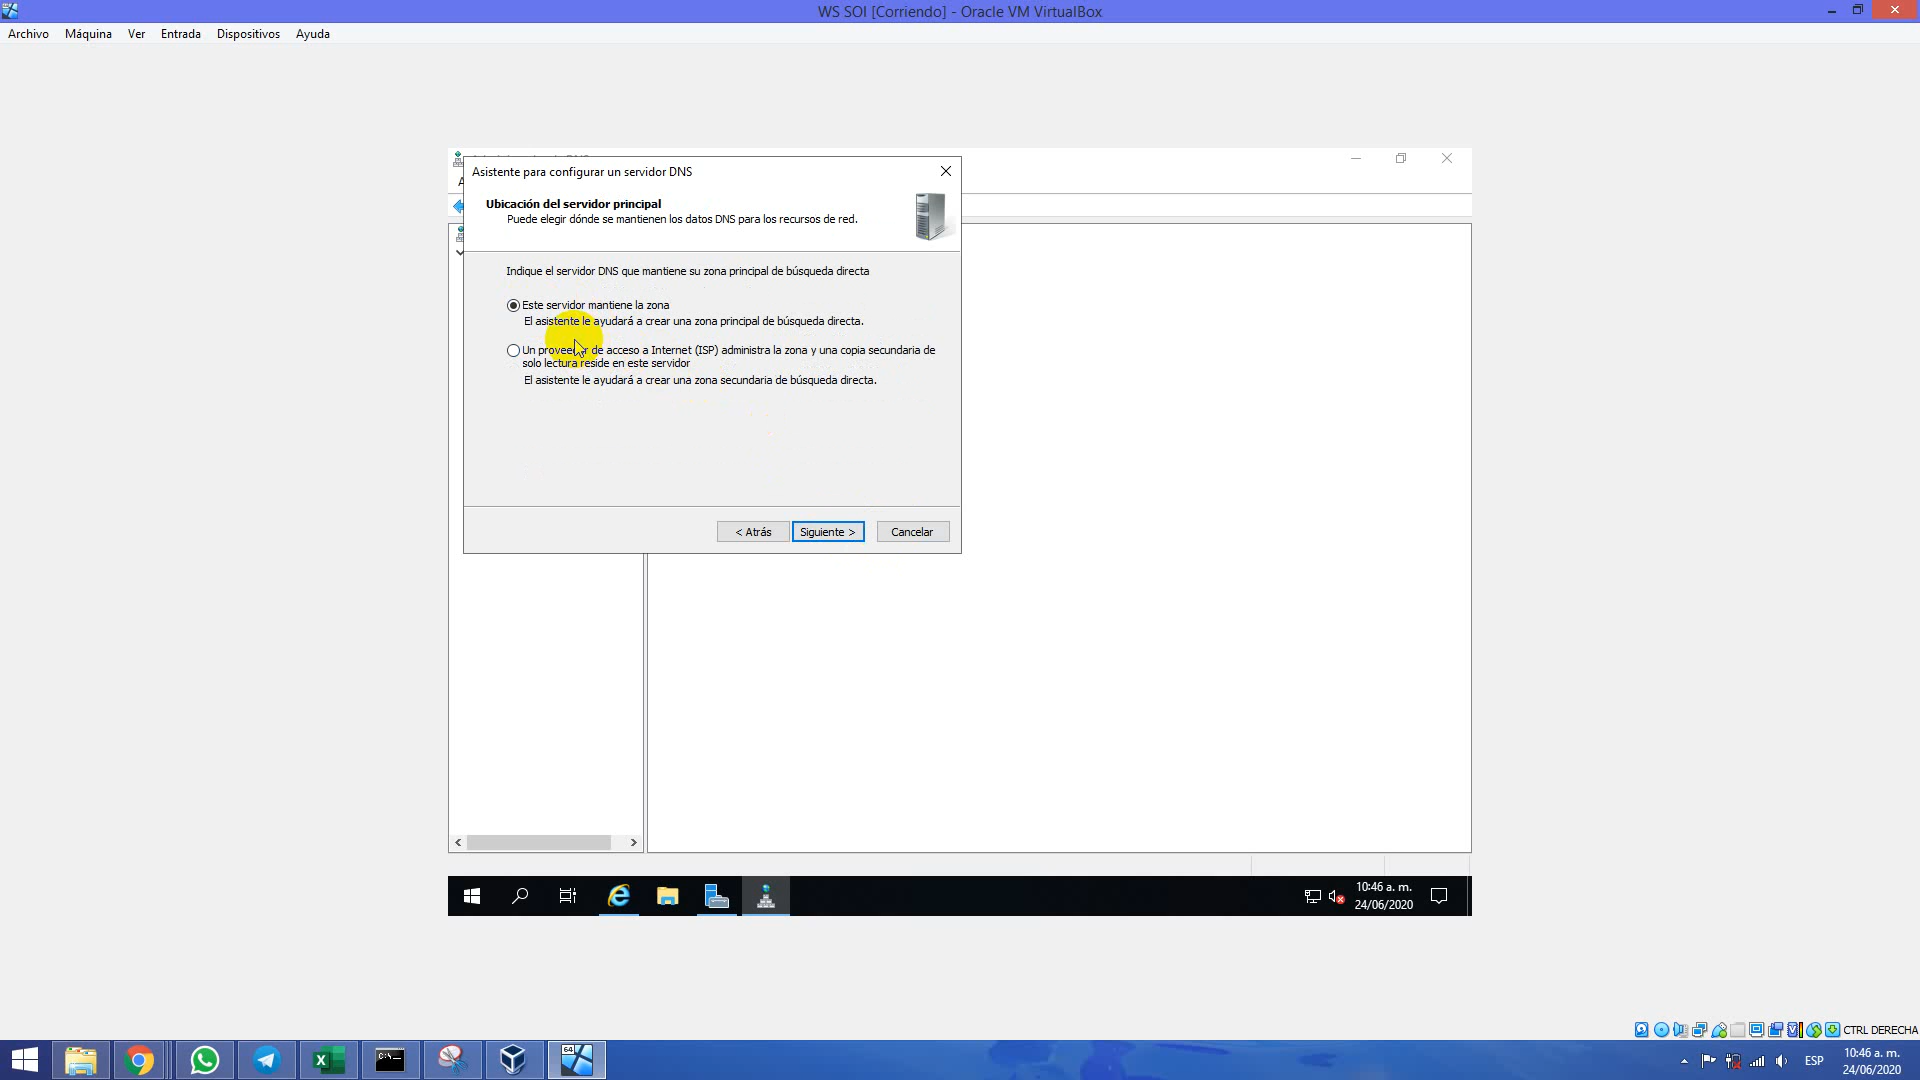 WS SOI [Corriendo] - Oracle VM VirtualBox
Archivo Máquina Ver Entrada Dispositivos Ayuda
Asistente para configurar un servidor DNS
Ubicación del servidor principal
Puede elegir dónde se mantienen los datos DNS para los recursos de red.
Indique el servidor DNS que mantiene su zona principal de búsqueda directa
Este servidor mantiene la zona
El asistente le ayudará a crear una zona principal de búsqueda directa.
Un proveedor de acceso a Internet (ISP) administra la zona y una copia secundaria de
solo lectura reside en este servidor
El asistente le ayudará a crear una zona secundaria de búsqueda directa.
< Atrás Siguiente > Cancelar
10:46 a. m.
24/06/2020
CTRL DERECHA
64
C:\
ESP
10:46 a. m.
24/06/2020